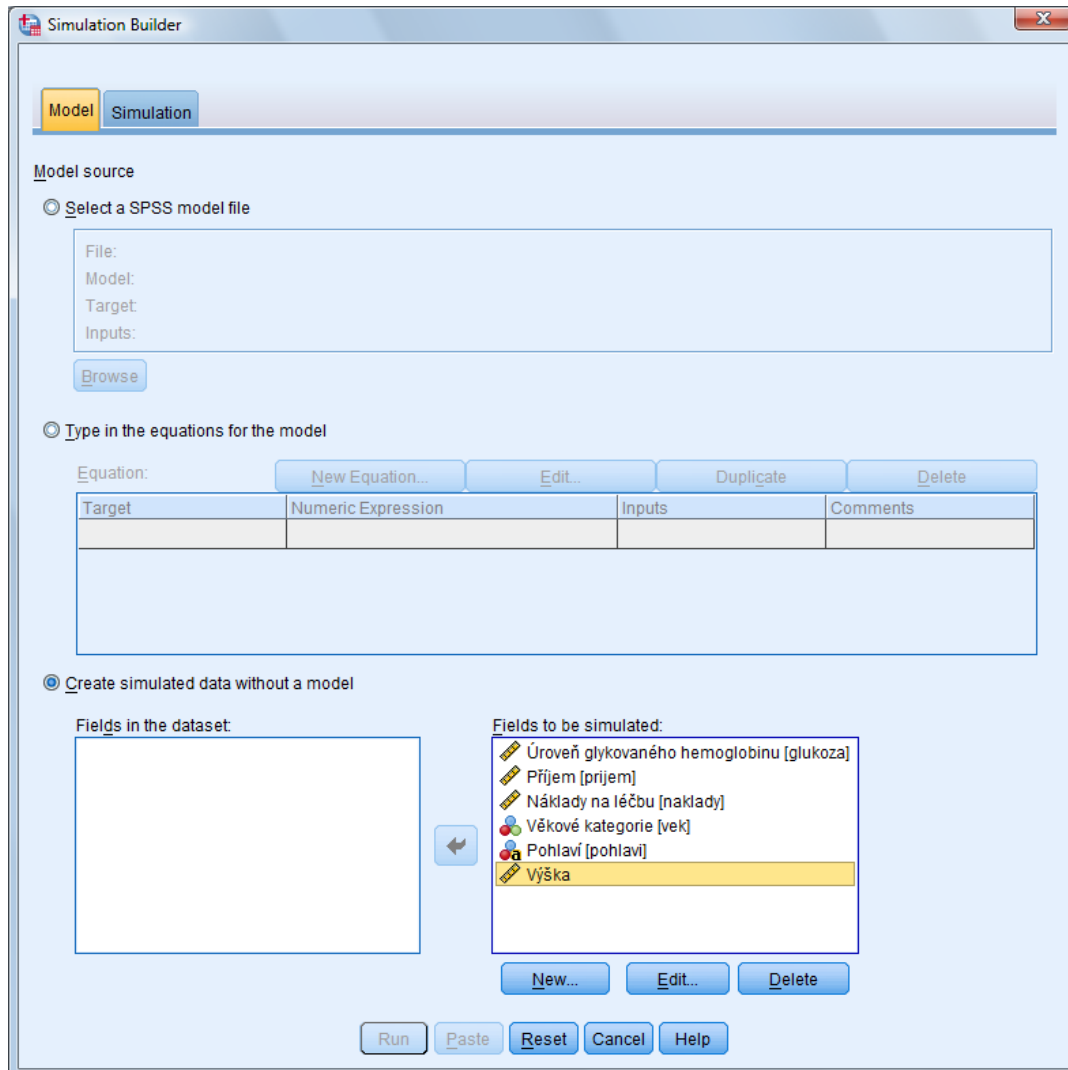 Simulation Builder
Model Simulation
Model source
Select a SPSS model file
File:
Model:
Target:
Inputs:
Browse
Type in the equations for the model
Equation: New Equation... Edit... Duplicate Delete
Target Numeric Expression Inputs Comments
Create simulated data without a model
Fields in the dataset: Fields to be simulated:
Úroveň glykovaného hemoglobinu [glukoza]
Příjem [prijem]
Náklady na léčbu [naklady]
Věkové kategorie [vek]
a Pohlaví [pohlavi]
Výška
New... Edit... Delete
Run Paste Reset Cancel Help